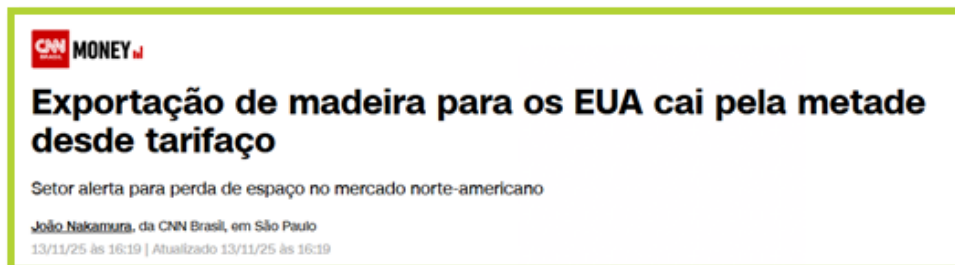 CNN BRASIL MONEY
Exportação de madeira para os EUA cai pela metade
desde tarifaço
Setor alerta para perda de espaço no mercado norte-americano
João Nakamura, da CNN Brasil, em São Paulo
13/11/25 às 16:19 | Atualizado 13/11/25 às 16:19